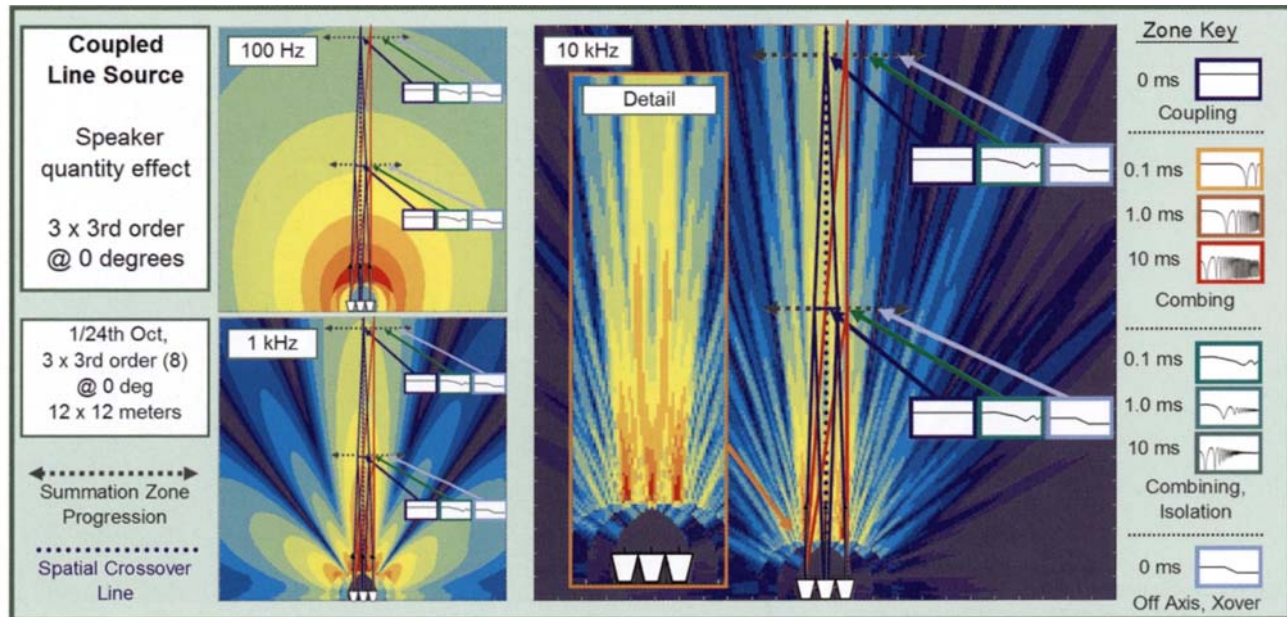 Coupled
Line Source
Speaker
quantity effect
3 x 3rd order
@ 0 degrees
1/24th Oct,
3 x 3rd order (8)
@ 0 deg
12 x 12 meters
Summation Zone
Progression
Spatial Crossover
Line
100 Hz
1 kHz
10 kHz
Detail
Zone Key
0 ms
Coupling
0.1 ms
1.0 ms
10 ms
Combing
0.1 ms
1.0 ms
10 ms
Combining,
Isolation
0 ms
Off Axis, Xover